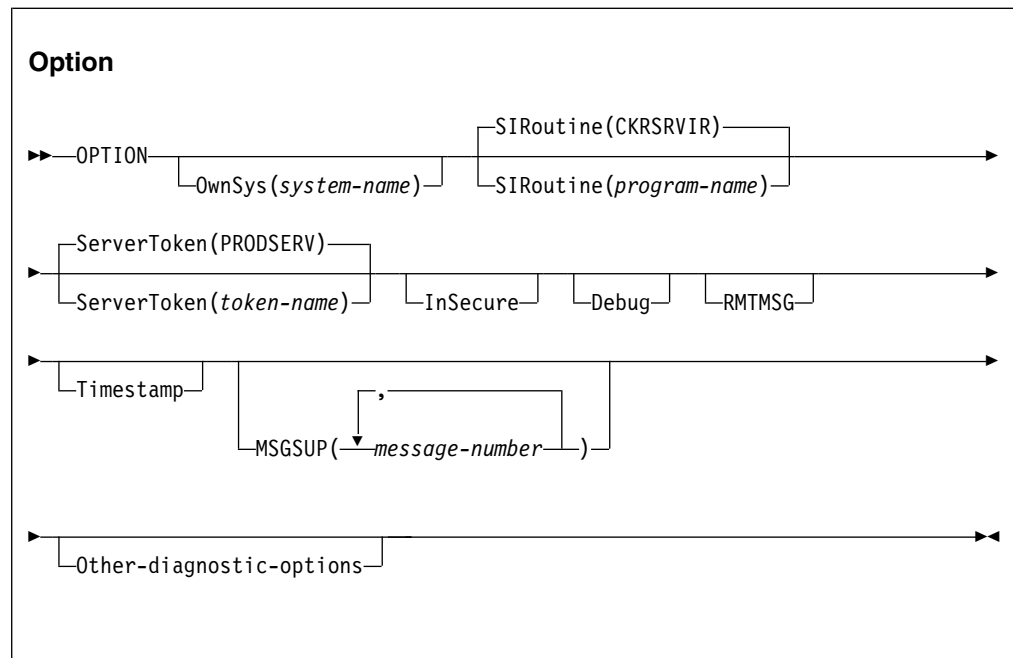 Option
SIRoutine(CKRSRVIR)
OPTION
OwnSys(system-name)
SIRoutine(program-name)
ServerToken(PRODSERV)
ServerToken(token-name)
InSecure
Debug
RMTMSG
Timestamp
,
MSGSUP(
message-number
)
Other-diagnostic-options